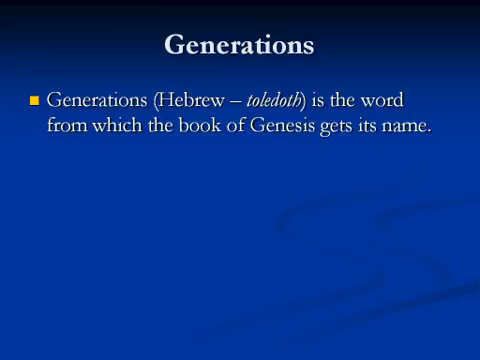 Generations
Generations (Hebrew – toledoth) is the word
from which the book of Genesis gets its name.